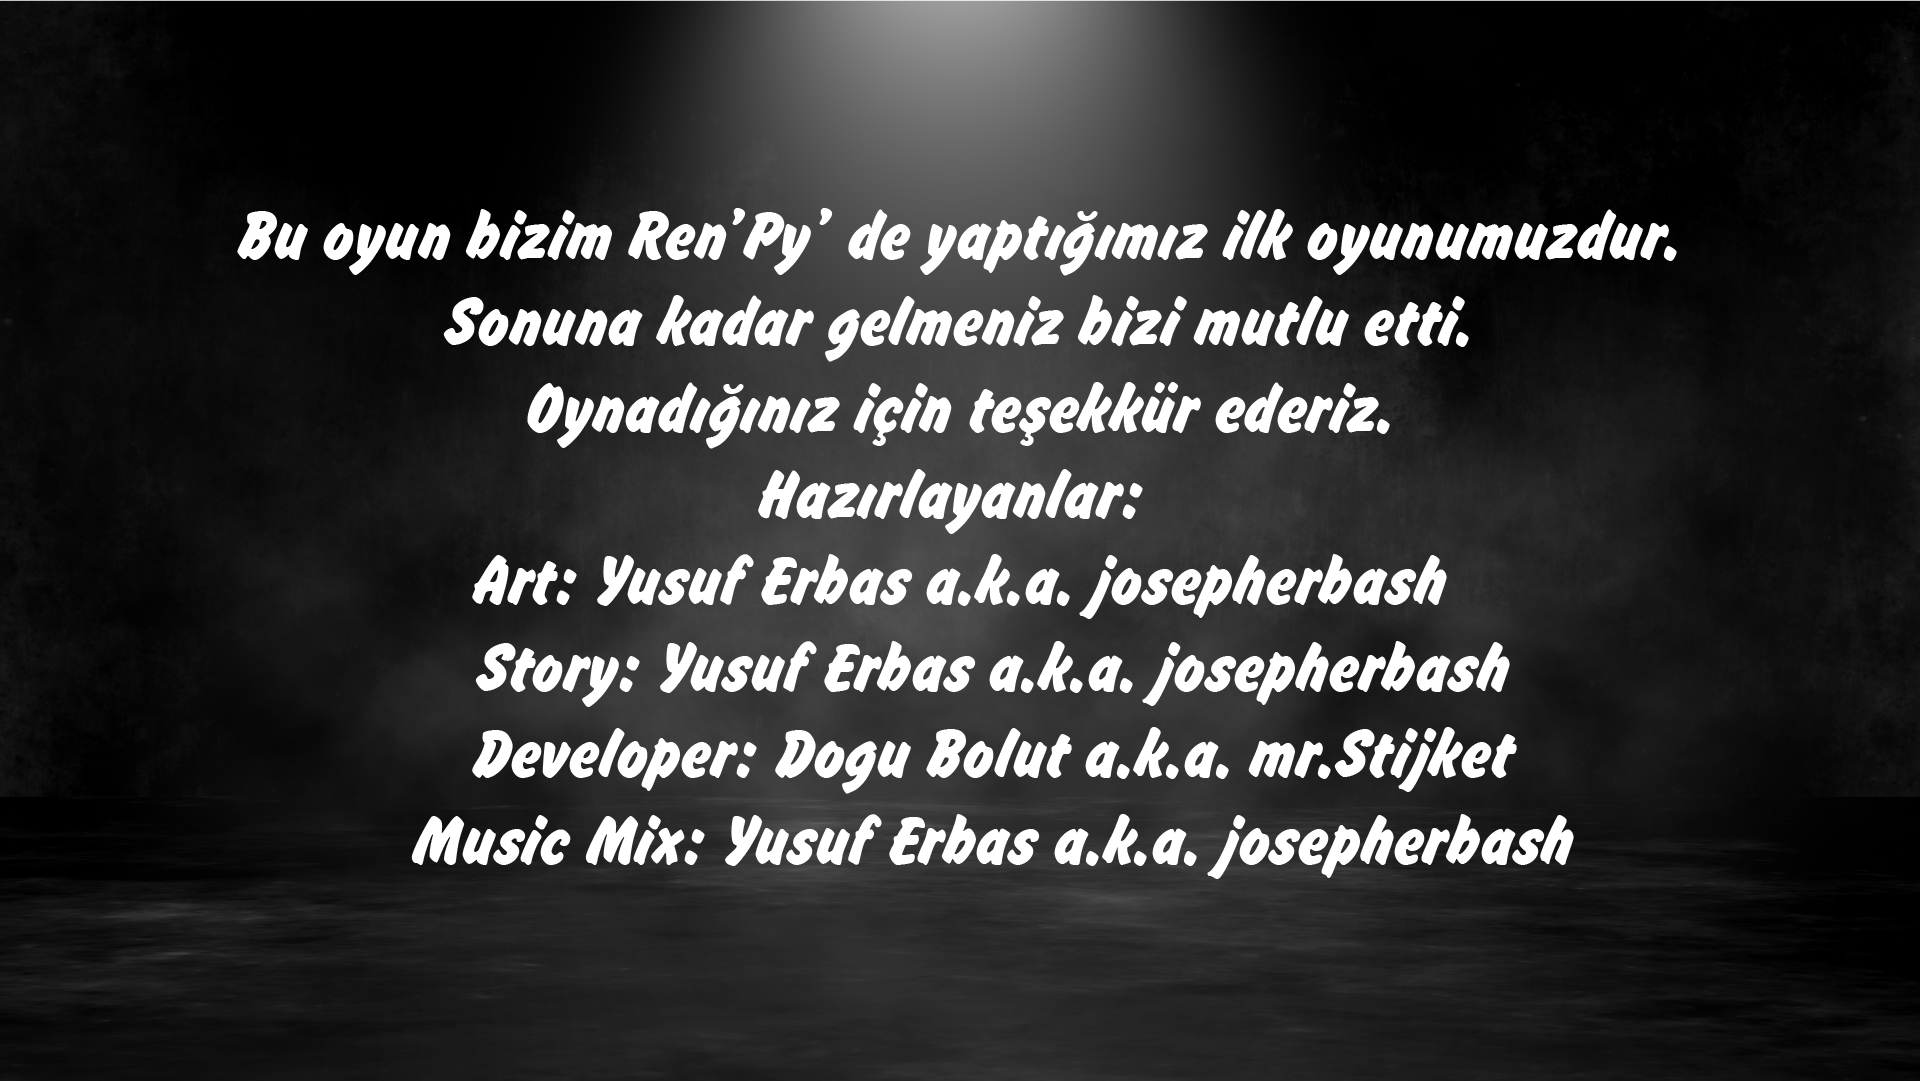 Bu oyun bizim Ren'Py' de yaptığımız ilk oyunumuzdur.
Sonuna kadar gelmeniz bizi mutlu etti.
Oynadığınız için teşekkür ederiz.
Hazırlayanlar:
Art: Yusuf Erbas a.k.a. josepherbash
Story: Yusuf Erbas a.k.a. josepherbash
Developer: Dogu Bolut a.k.a. mr.Stijket
Music Mix: Yusuf Erbas a.k.a. josepherbash